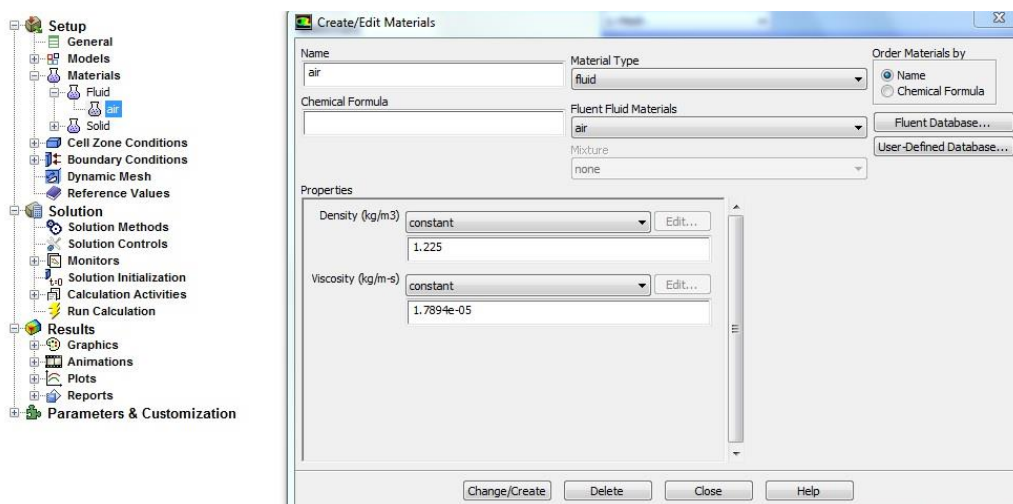 Setup
General
Models
Materials
Fluid
air
Solid
Cell Zone Conditions
Boundary Conditions
Dynamic Mesh
Reference Values
Solution
Solution Methods
Solution Controls
Monitors
Solution Initialization
Calculation Activities
Run Calculation
Results
Graphics
Animations
Plots
Reports
Parameters & Customization
Create/Edit Materials
Name
air
Chemical Formula
Material Type
fluid
Fluent Fluid Materials
air
Mixture
none
Order Materials by
Name
Chemical Formula
Fluent Database...
User-Defined Database...
Properties
Density (kg/m3) constant Edit...
1.225
Viscosity (kg/m-s) constant Edit...
1.7894e-05
Change/Create Delete Close Help